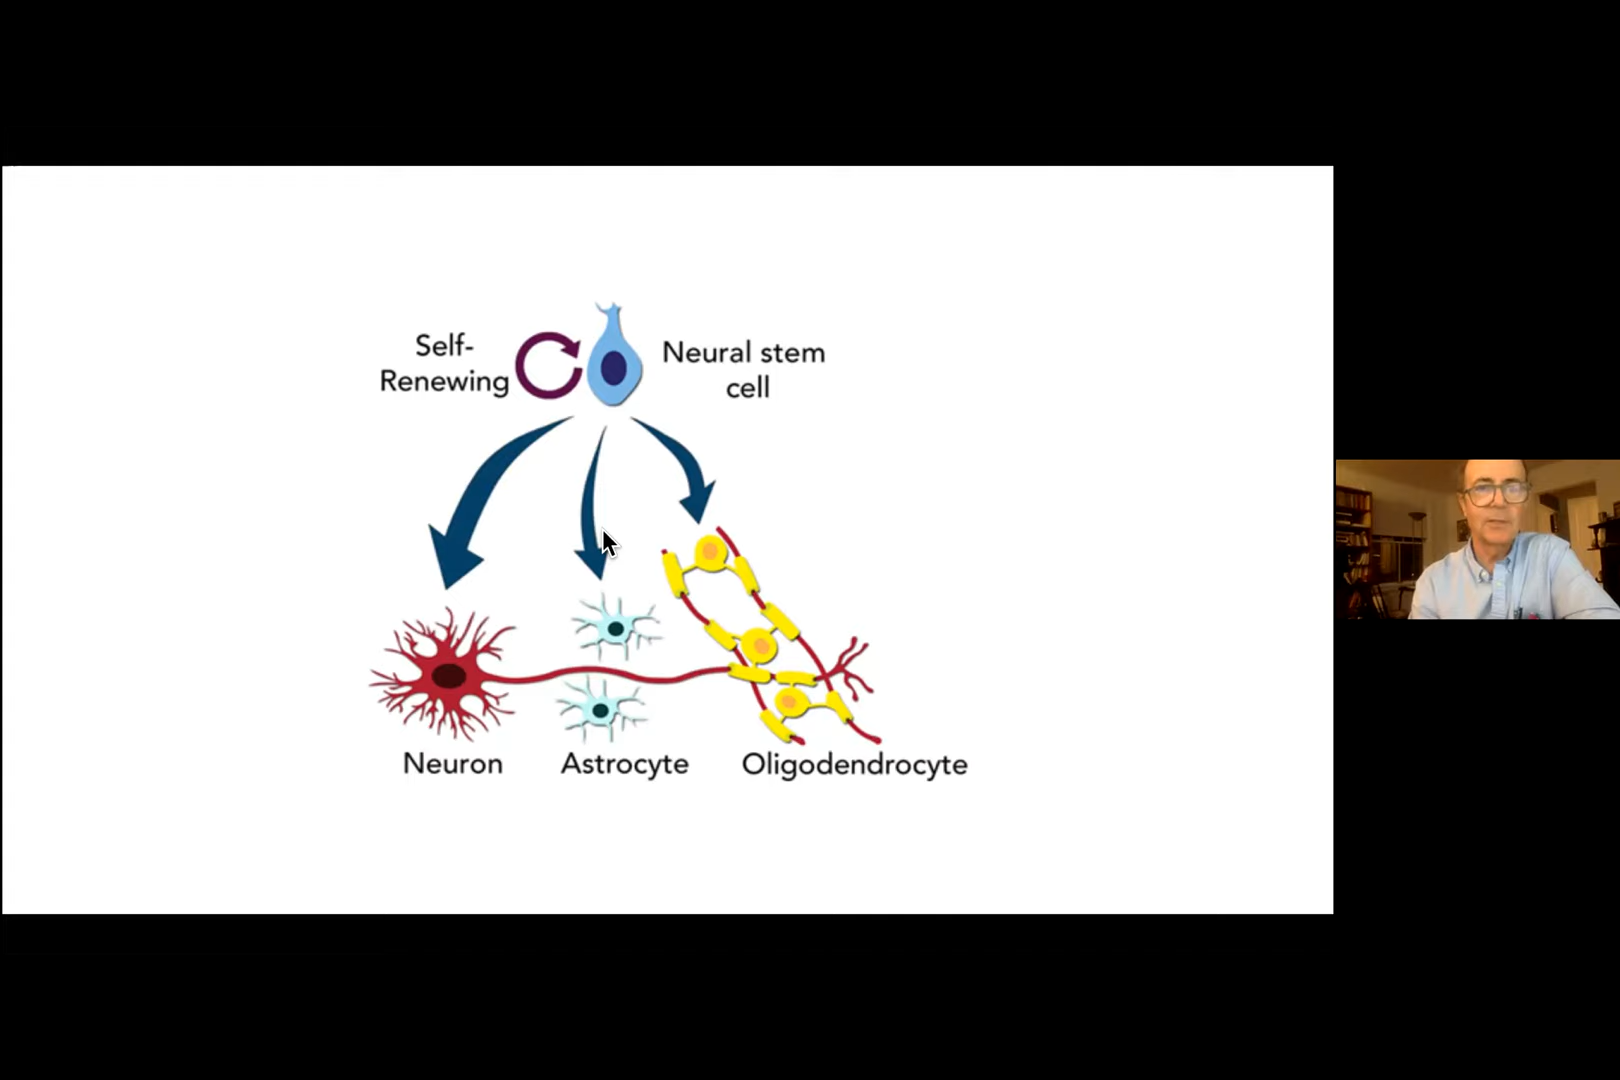 Self-
Renewing
Neural stem
cell
Neuron
Astrocyte
Oligodendrocyte